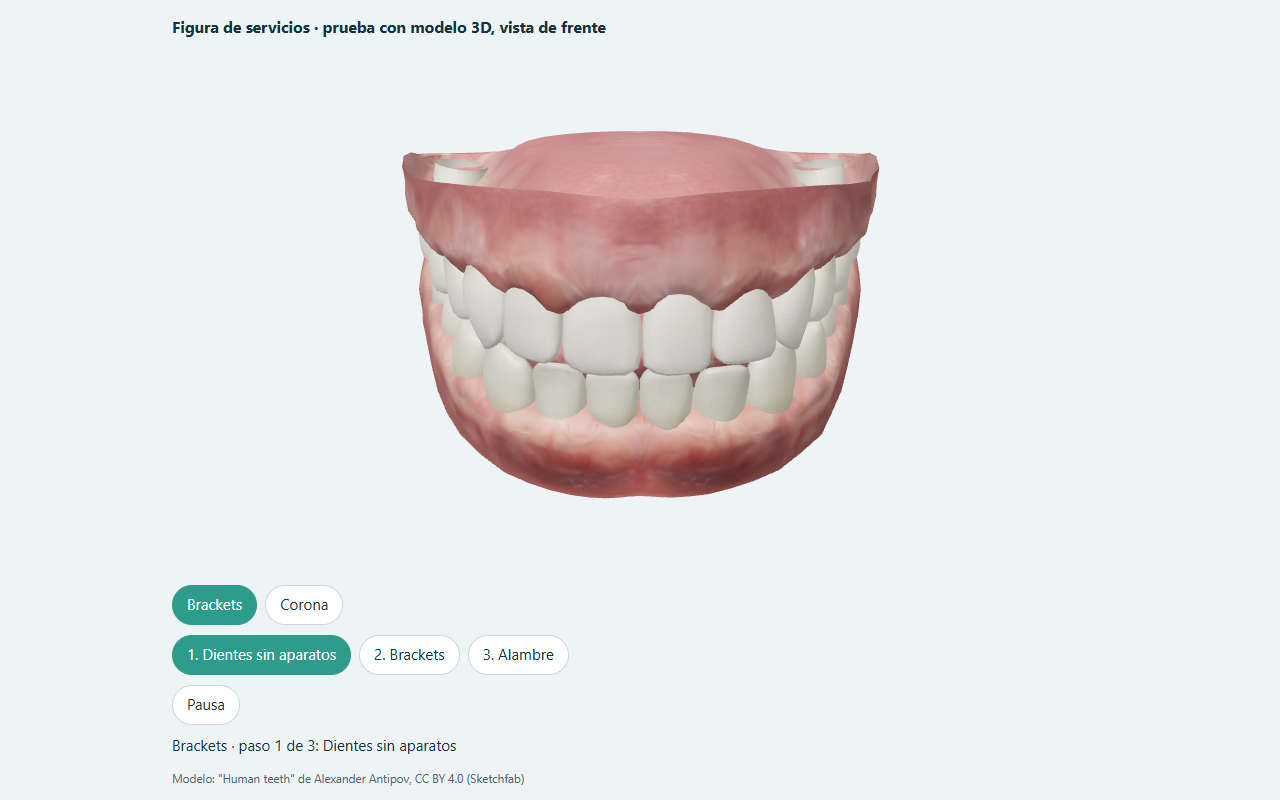 Figura de servicios · prueba con modelo 3D, vista de frente
Brackets Corona
1. Dientes sin aparatos 2. Brackets 3. Alambre
Pausa
Brackets · paso 1 de 3: Dientes sin aparatos
Modelo: "Human teeth" de Alexander Antipov, CC BY 4.0 (Sketchfab)